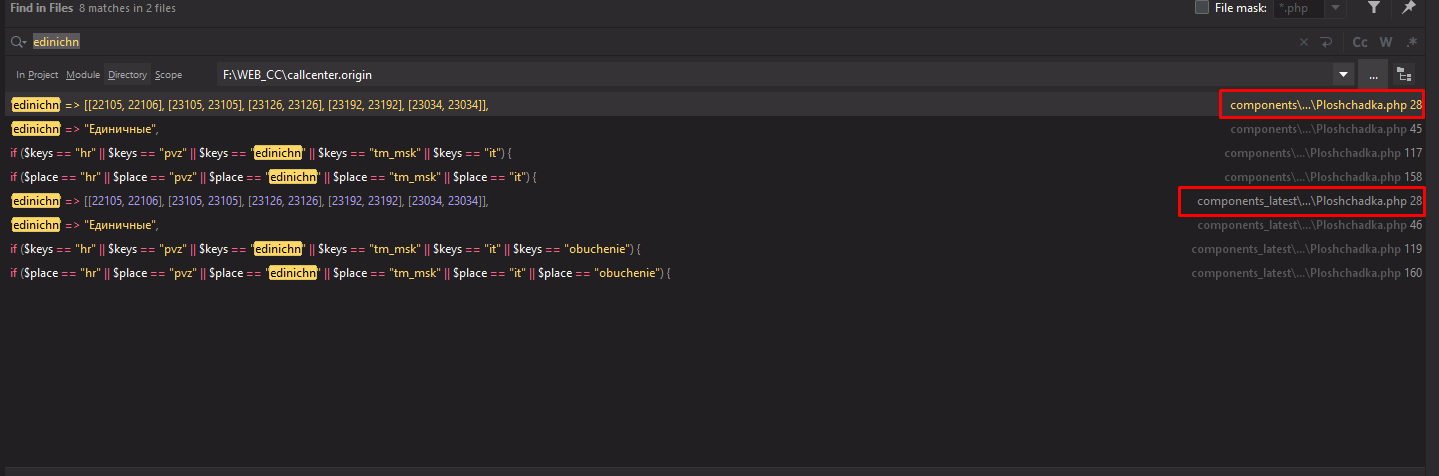 Find in Files 8 matches in 2 files File mask: *.php
edinichn Cc W .*
In Project Module Directory Scope F:\WEB_CC\callcenter.origin ...
'edinichn' => [[22105, 22106], [23105, 23105], [23126, 23126], [23192, 23192], [23034, 23034]], components\...\Ploshchadka.php 28
'edinichn' => "Единичные", components\...\Ploshchadka.php 45
if ($keys == "hr" || $keys == "pvz" || $keys == "edinichn" || $keys == "tm_msk" || $keys == "it") { components\...\Ploshchadka.php 117
if ($place == "hr" || $place == "pvz" || $place == "edinichn" || $place == "tm_msk" || $place == "it") { components\...\Ploshchadka.php 158
'edinichn' => [[22105, 22106], [23105, 23105], [23126, 23126], [23192, 23192], [23034, 23034]], components_latest\...\Ploshchadka.php 28
'edinichn' => "Единичные", components_latest\...\Ploshchadka.php 46
if ($keys == "hr" || $keys == "pvz" || $keys == "edinichn" || $keys == "tm_msk" || $keys == "it" || $keys == "obuchenie") { components_latest\...\Ploshchadka.php 119
if ($place == "hr" || $place == "pvz" || $place == "edinichn" || $place == "tm_msk" || $place == "it" || $place == "obuchenie") { components_latest\...\Ploshchadka.php 160